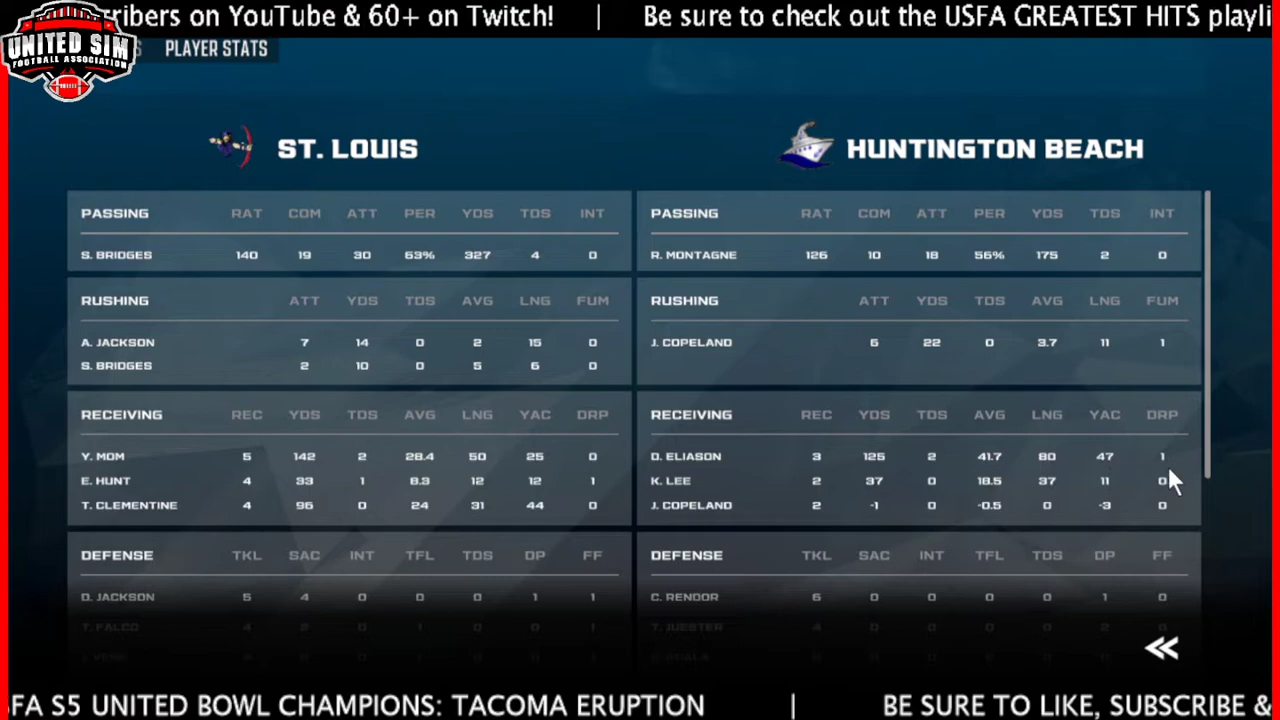 scribers on YouTube & 60+ on Twitch! | Be sure to check out the USFA GREATEST HITS playli
UNITED SIM
FOOTBALL ASSOCIATION
PLAYER STATS
ST. LOUIS
PASSING RAT COM ATT PER YDS TDS INT
S. BRIDGES 140 19 30 63% 327 4 0
RUSHING ATT YDS TDS AVG LNG FUM
A. JACKSON 7 14 0 2 15 0
S. BRIDGES 2 10 0 5 6 0
RECEIVING REC YDS TDS AVG LNG YAC DRP
Y. MOM 5 142 2 28.4 50 25 0
E. HUNT 4 33 1 8.3 12 12 1
T. CLEMENTINE 4 96 0 24 31 44 0
DEFENSE TKL SAC INT TFL TDS DP FF
D. JACKSON 5 4 0 0 0 1 1
T. FALCO 4
HUNTINGTON BEACH
PASSING RAT COM ATT PER YDS TDS INT
R. MONTAGNE 126 10 18 56% 175 2 0
RUSHING ATT YDS TDS AVG LNG FUM
J. COPELAND 6 22 0 3.7 11 1
RECEIVING REC YDS TDS AVG LNG YAC DRP
D. ELIASON 3 125 2 41.7 80 47 1
K. LEE 2 37 0 18.5 37 11 0
J. COPELAND 2 -1 0 -0.5 0 -3 0
DEFENSE TKL SAC INT TFL TDS DP FF
C. RENDOR 6 0 0 0 0 1 0
T. JUESTER 4
SFA S5 UNITED BOWL CHAMPIONS: TACOMA ERUPTION | BE SURE TO LIKE, SUBSCRIBE &